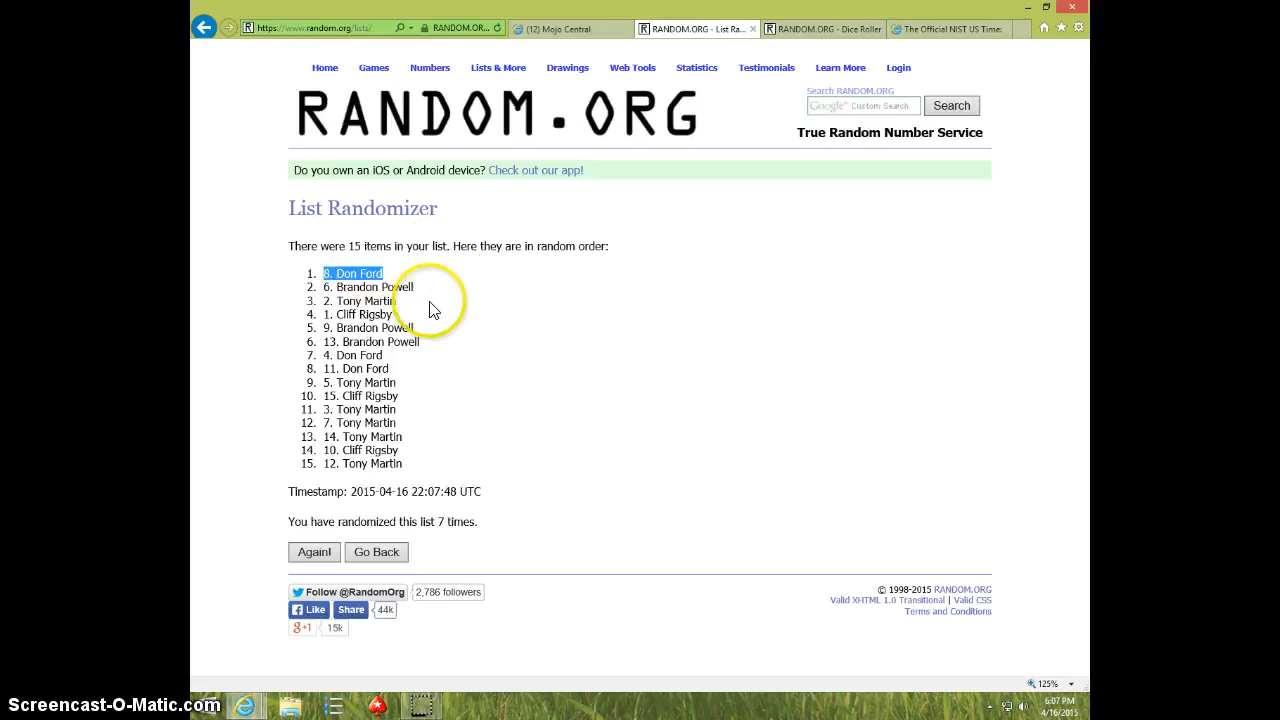 https://www.random.org/lists/
RANDOM.OR...
(12) Mojo Central
RANDOM.ORG - List Ra...
RANDOM.ORG - Dice Roller
The Official NIST US Time:
Home Games Numbers Lists & More Drawings Web Tools Statistics Testimonials Learn More Login
RANDOM.ORG
Search RANDOM.ORG
Google Custom Search
Search
True Random Number Service
Do you own an iOS or Android device? Check out our app!
List Randomizer
There were 15 items in your list. Here they are in random order:
1. 8. Don Ford
2. 6. Brandon Powell
3. 2. Tony Martin
4. 1. Cliff Rigsby
5. 9. Brandon Powell
6. 13. Brandon Powell
7. 4. Don Ford
8. 11. Don Ford
9. 5. Tony Martin
10. 15. Cliff Rigsby
11. 3. Tony Martin
12. 7. Tony Martin
13. 14. Tony Martin
14. 10. Cliff Rigsby
15. 12. Tony Martin
Timestamp: 2015-04-16 22:07:48 UTC
You have randomized this list 7 times.
Again! Go Back
Follow @RandomOrg 2,786 followers
Like Share 44k
g+1 15k
© 1998-2015 RANDOM.ORG
Valid XHTML 1.0 Transitional | Valid CSS
Terms and Conditions
125%
Screencast-O-Matic.com
6:07 PM
4/16/2015